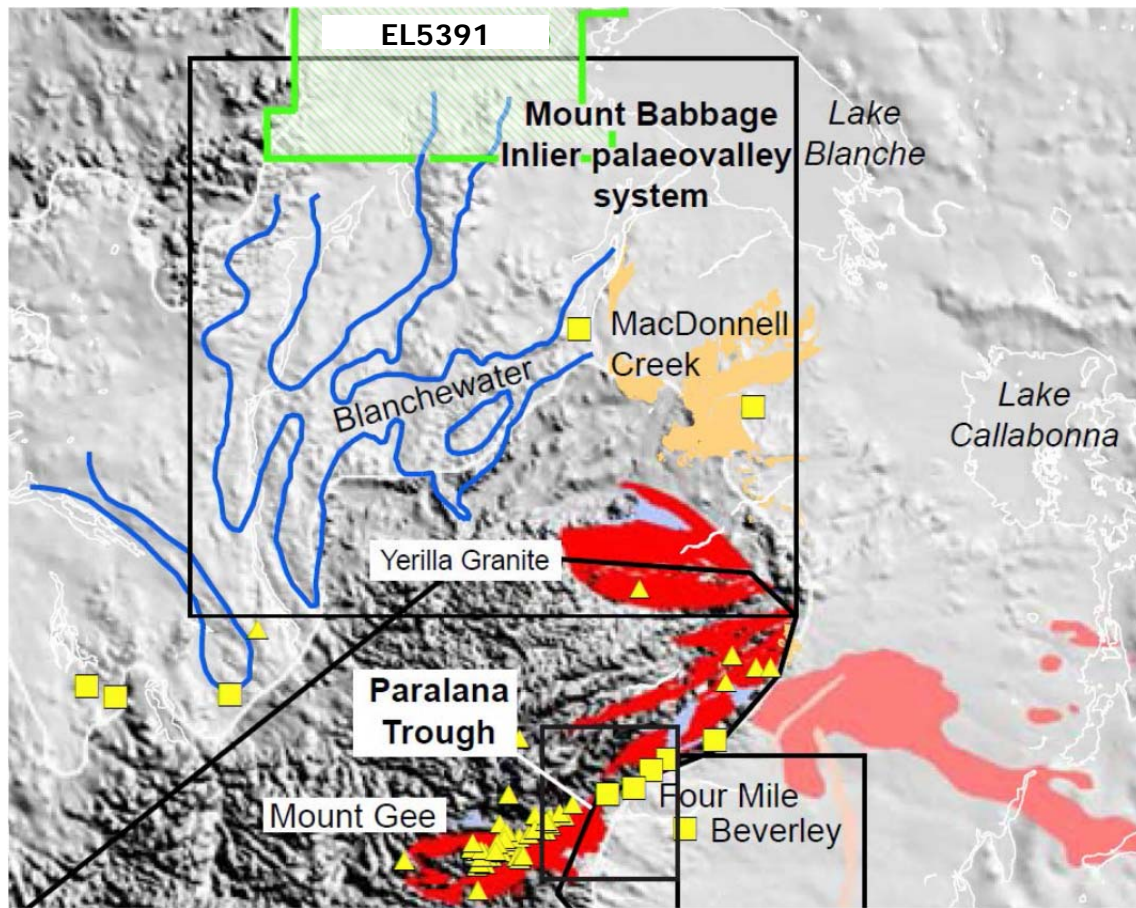 EL5391
Mount Babbage
Inlier palaeovalley
system
Lake
Blanche
MacDonnell
Creek
Blanchewater
Lake
Callabonna
Yerilla Granite
Paralana
Trough
Mount Gee
Four Mile
Beverley